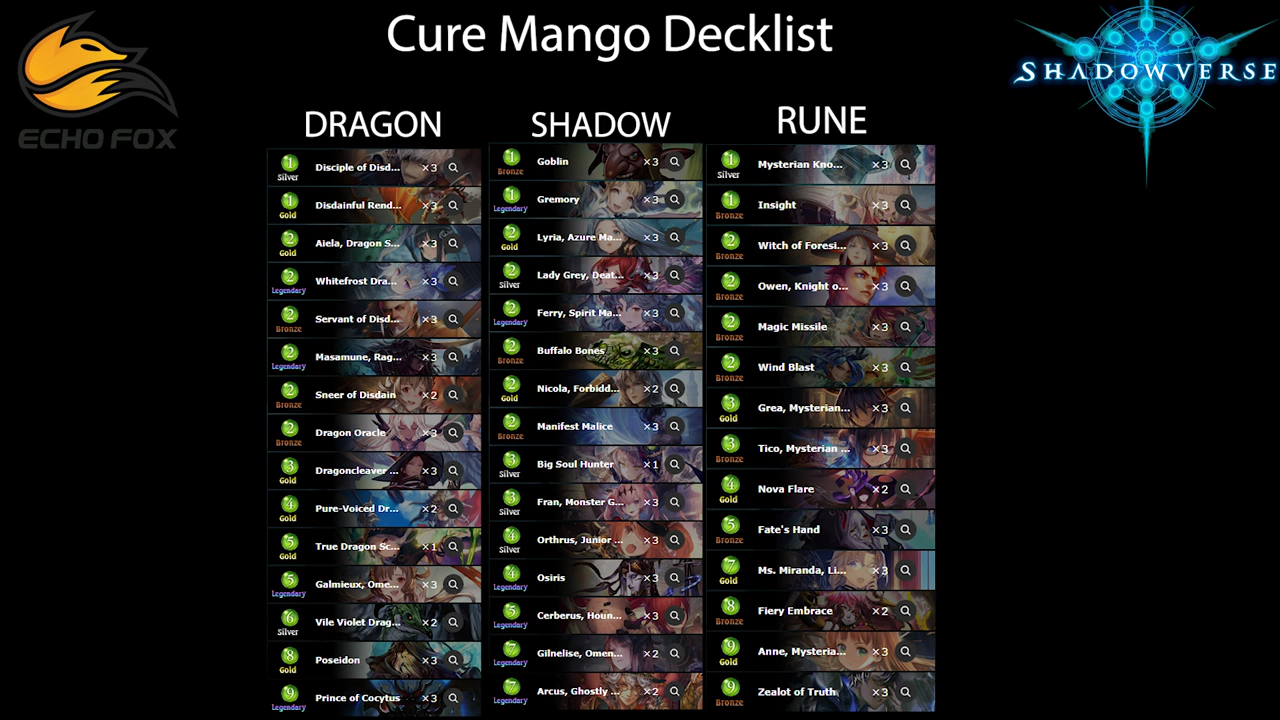 Cure Mango Decklist
ECHO FOX
SHADOWVERSE
DRAGON
1 Silver Disciple of Disd... ×3
1 Gold Disdainful Rend... ×3
2 Gold Aiela, Dragon S... ×3
2 Legendary Whitefrost Dra... ×3
2 Bronze Servant of Disd... ×3
2 Legendary Masamune, Rag... ×3
2 Bronze Sneer of Disdain ×2
2 Bronze Dragon Oracle ×3
3 Gold Dragoncleaver ... ×3
4 Gold Pure-Voiced Dr... ×2
5 Gold True Dragon Sc... ×1
5 Legendary Galmieux, Ome... ×3
6 Silver Vile Violet Drag... ×2
8 Gold Poseidon ×3
9 Legendary Prince of Cocytus ×3
SHADOW
1 Bronze Goblin ×3
1 Legendary Gremory ×3
2 Gold Lyria, Azure Ma... ×3
2 Silver Lady Grey, Deat... ×3
2 Legendary Ferry, Spirit Ma... ×3
2 Bronze Buffalo Bones ×3
2 Gold Nicola, Forbidd... ×2
2 Bronze Manifest Malice ×3
3 Silver Big Soul Hunter ×1
3 Silver Fran, Monster G... ×3
4 Silver Orthrus, Junior ... ×3
4 Legendary Osiris ×3
5 Legendary Cerberus, Houn... ×3
7 Legendary Gilnelise, Omen... ×2
7 Legendary Arcus, Ghostly ... ×2
RUNE
1 Silver Mysterian Kno... ×3
1 Bronze Insight ×3
2 Bronze Witch of Foresi... ×3
2 Bronze Owen, Knight o... ×3
2 Bronze Magic Missile ×3
2 Bronze Wind Blast ×3
3 Gold Grea, Mysterian... ×3
3 Bronze Tico, Mysterian ... ×3
4 Gold Nova Flare ×2
5 Bronze Fate's Hand ×3
7 Gold Ms. Miranda, Li... ×3
8 Bronze Fiery Embrace ×2
9 Gold Anne, Mysteria... ×3
9 Bronze Zealot of Truth ×3